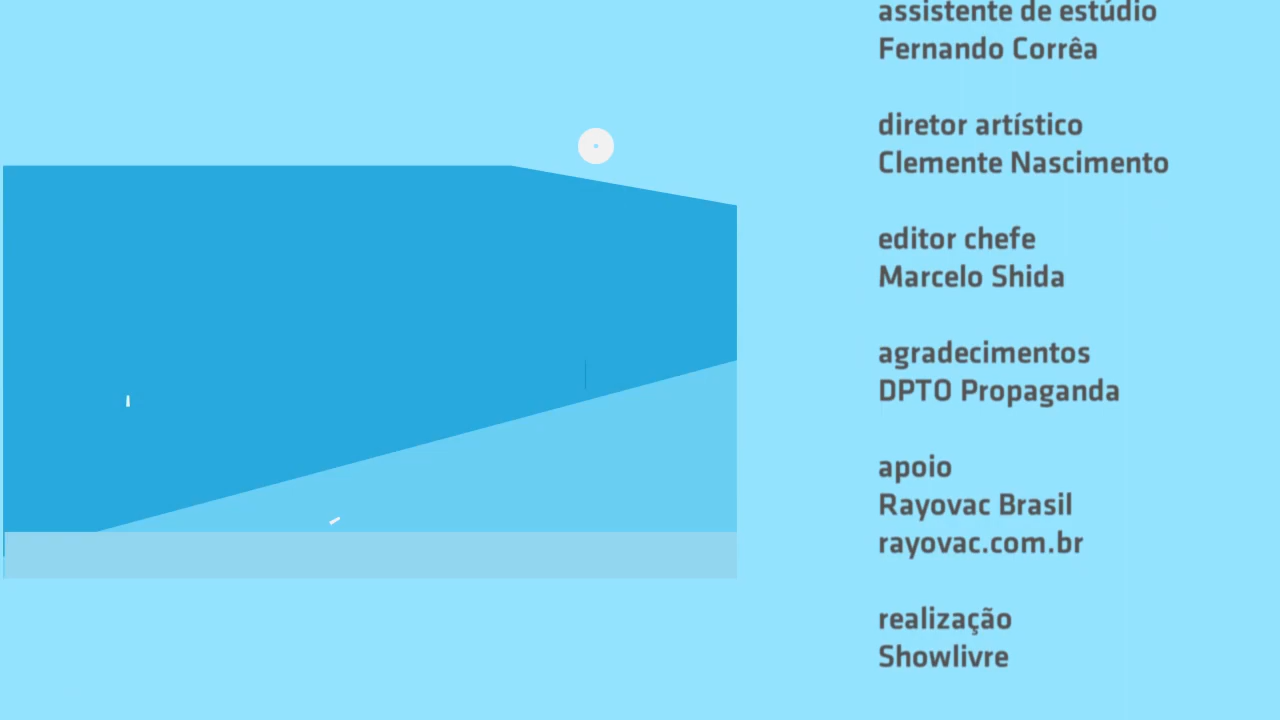 assistente de estúdio
Fernando Corrêa
diretor artístico
Clemente Nascimento
editor chefe
Marcelo Shida
agradecimentos
DPTO Propaganda
apoio
Rayovac Brasil
rayovac.com.br
realização
Showlivre